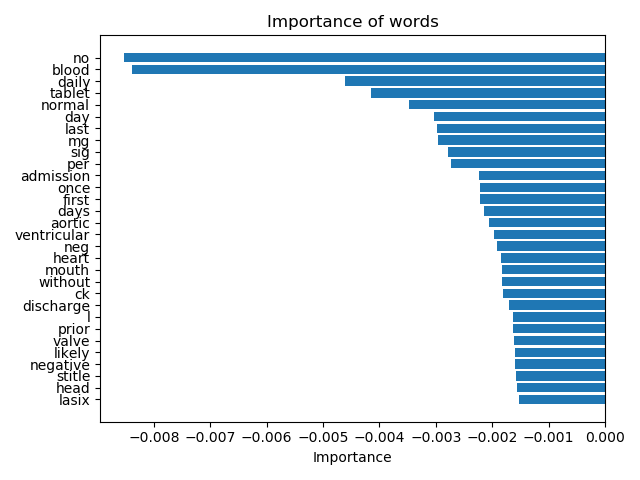 Importance of words
no
blood
daily
tablet
normal
day
last
mg
sig
per
admission
once
first
days
aortic
ventricular
neg
heart
mouth
without
ck
discharge
l
prior
valve
likely
negative
stitle
head
lasix
−0.008 −0.007 −0.006 −0.005 −0.004 −0.003 −0.002 −0.001 0.000
Importance